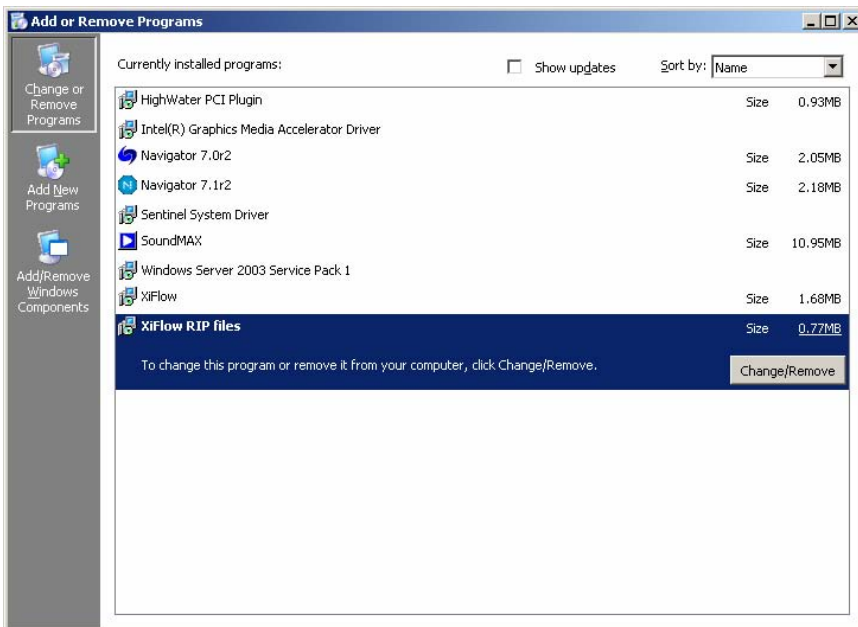 Add or Remove Programs
Change or
Remove
Programs
Add New
Programs
Add/Remove
Windows
Components
Currently installed programs:
Show updates
Sort by: Name
HighWater PCI Plugin Size 0.93MB
Intel(R) Graphics Media Accelerator Driver
Navigator 7.0r2 Size 2.05MB
Navigator 7.1r2 Size 2.18MB
Sentinel System Driver
SoundMAX Size 10.95MB
Windows Server 2003 Service Pack 1
XiFlow Size 1.68MB
XiFlow RIP files Size 0.77MB
To change this program or remove it from your computer, click Change/Remove. Change/Remove